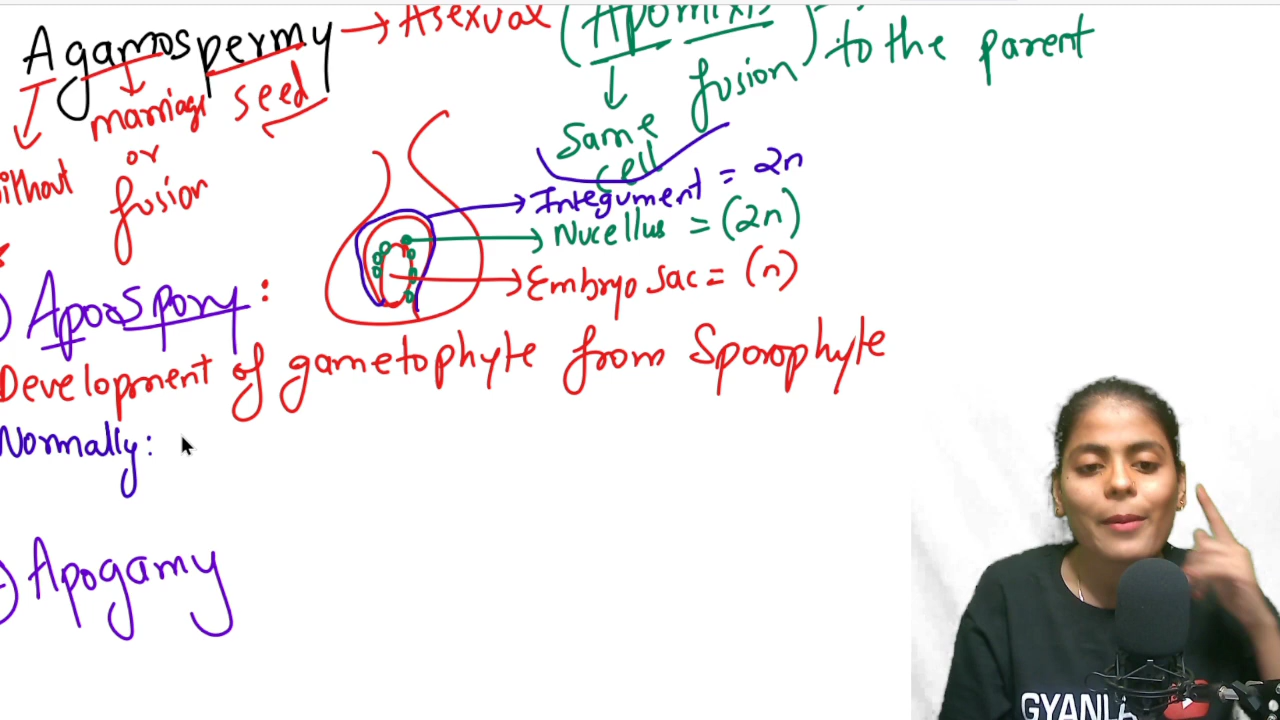 Agamospermy → Asexual (Apomixis) to the parent
without marriage or fusion seed
Same cell fusion
Integument = 2n
Nucellus = (2n)
Embryo sac = (n)
Apospory:
Development of gametophyte from Sporophyte
Normally:
Apogamy
GYANL